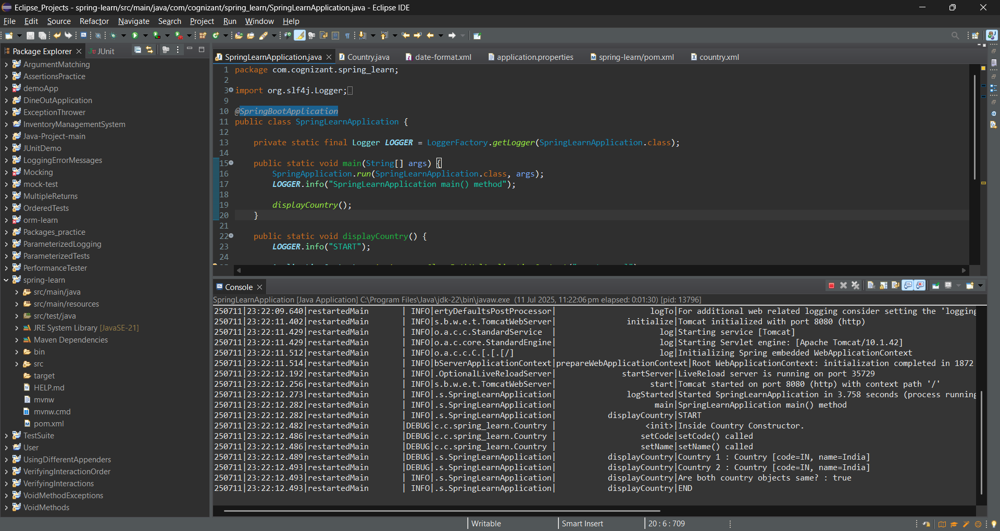 Eclipse_Projects - spring-learn/src/main/java/com/cognizant/spring_learn/SpringLearnApplication.java - Eclipse IDE
File Edit Source Refactor Navigate Search Project Run Window Help
Package Explorer
JUnit
ArgumentMatching
AssertionsPractice
demoApp
DineOutApplication
ExceptionThrower
InventoryManagementSystem
Java-Project-main
JUnitDemo
LoggingErrorMessages
Mocking
mock-test
MultipleReturns
OrderedTests
orm-learn
Packages_practice
ParameterizedLogging
ParameterizedTests
PerformanceTester
spring-learn
src/main/java
src/main/resources
src/test/java
JRE System Library [JavaSE-21]
Maven Dependencies
bin
src
target
HELP.md
mvnw
mvnw.cmd
pom.xml
TestSuite
User
UsingDifferentAppenders
VerifyingInteractionOrder
VerifyingInteractions
VoidMethodExceptions
VoidMethods
SpringLearnApplication.java Country.java date-format.xml application.properties spring-learn/pom.xml country.xml
1 package com.cognizant.spring_learn;
2
3 import org.slf4j.Logger;
9
10 @SpringBootApplication
11 public class SpringLearnApplication {
12
13 private static final Logger LOGGER = LoggerFactory.getLogger(SpringLearnApplication.class);
14
15 public static void main(String[] args) {
16 SpringApplication.run(SpringLearnApplication.class, args);
17 LOGGER.info("SpringLearnApplication main() method");
18
19 displayCountry();
20 }
21
22 public static void displayCountry() {
23 LOGGER.info("START");
24
Console
SpringLearnApplication [Java Application] C:\Program Files\Java\jdk-22\bin\javaw.exe (11 Jul 2025, 11:22:06 pm elapsed: 0:01:30) [pid: 13796]
250711|23:22:09.640|restartedMain | INFO|ertyDefaultsPostProcessor| logTo|For additional web related logging consider setting the 'logging
250711|23:22:11.402|restartedMain | INFO|s.b.w.e.t.TomcatWebServer| initialize|Tomcat initialized with port 8080 (http)
250711|23:22:11.429|restartedMain | INFO|o.a.c.c.StandardService | log|Starting service [Tomcat]
250711|23:22:11.429|restartedMain | INFO|o.a.c.core.StandardEngine| log|Starting Servlet engine: [Apache Tomcat/10.1.42]
250711|23:22:11.512|restartedMain | INFO|o.a.c.c.C.[.[.[/] | log|Initializing Spring embedded WebApplicationContext
250711|23:22:11.514|restartedMain | INFO|bServerApplicationContext|prepareWebApplicationContext|Root WebApplicationContext: initialization completed in 1872
250711|23:22:12.192|restartedMain | INFO|.OptionalLiveReloadServer| startServer|LiveReload server is running on port 35729
250711|23:22:12.256|restartedMain | INFO|s.b.w.e.t.TomcatWebServer| start|Tomcat started on port 8080 (http) with context path '/'
250711|23:22:12.273|restartedMain | INFO|.s.SpringLearnApplication| logStarted|Started SpringLearnApplication in 3.758 seconds (process running
250711|23:22:12.282|restartedMain | INFO|.s.SpringLearnApplication| main|SpringLearnApplication main() method
250711|23:22:12.282|restartedMain | INFO|.s.SpringLearnApplication| displayCountry|START
250711|23:22:12.482|restartedMain |DEBUG|c.c.spring_learn.Country | <init>|Inside Country Constructor.
250711|23:22:12.486|restartedMain |DEBUG|c.c.spring_learn.Country | setCode|setCode() called
250711|23:22:12.486|restartedMain |DEBUG|c.c.spring_learn.Country | setName|setName() called
250711|23:22:12.489|restartedMain |DEBUG|.s.SpringLearnApplication| displayCountry|Country 1 : Country [code=IN, name=India]
250711|23:22:12.493|restartedMain |DEBUG|.s.SpringLearnApplication| displayCountry|Country 2 : Country [code=IN, name=India]
250711|23:22:12.493|restartedMain | INFO|.s.SpringLearnApplication| displayCountry|Are both country objects same? : true
250711|23:22:12.493|restartedMain | INFO|.s.SpringLearnApplication| displayCountry|END
Writable Smart Insert 20 : 6 : 709